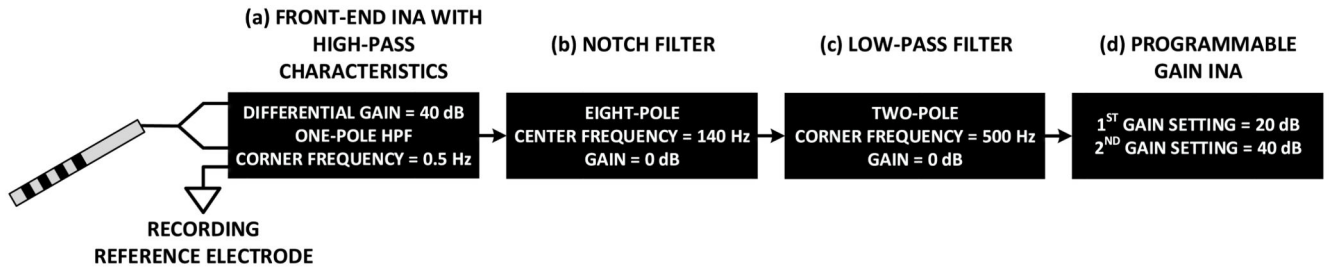 (a) FRONT-END INA WITH
HIGH-PASS
CHARACTERISTICS
DIFFERENTIAL GAIN = 40 dB
ONE-POLE HPF
CORNER FREQUENCY = 0.5 Hz
RECORDING
REFERENCE ELECTRODE
(b) NOTCH FILTER
EIGHT-POLE
CENTER FREQUENCY = 140 Hz
GAIN = 0 dB
(c) LOW-PASS FILTER
TWO-POLE
CORNER FREQUENCY = 500 Hz
GAIN = 0 dB
(d) PROGRAMMABLE
GAIN INA
1ST GAIN SETTING = 20 dB
2ND GAIN SETTING = 40 dB